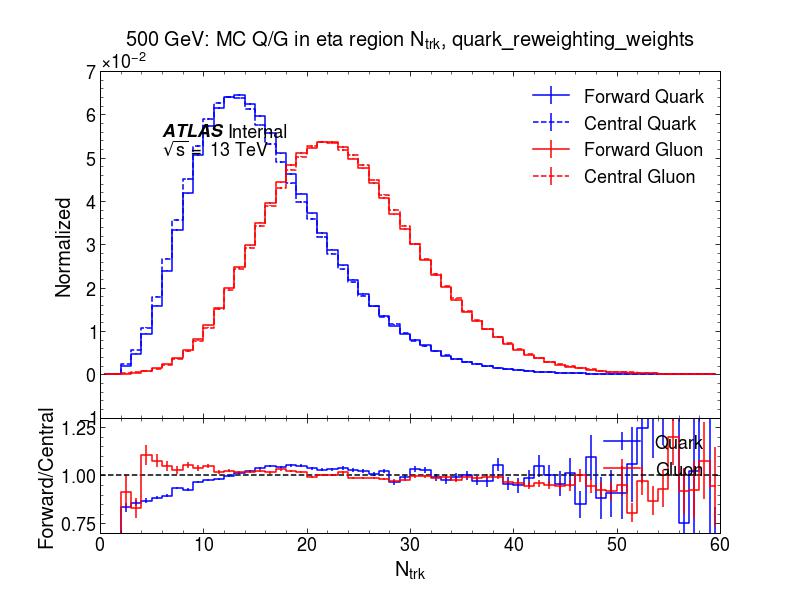 500 GeV: MC Q/G in eta region N_trk, quark_reweighting_weights
×10⁻²
7
6
5
4
3
2
1
0
−1
Normalized
ATLAS Internal
√s = 13 TeV
Forward Quark
Central Quark
Forward Gluon
Central Gluon
1.25
1.00
0.75
Forward/Central
Quark
Gluon
0 10 20 30 40 50 60
N_trk